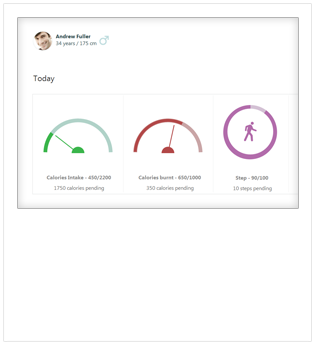 Andrew Fuller
34 years / 175 cm
Today
Calories Intake - 450/2200
1750 calories pending
Calories burnt - 650/1000
350 calories pending
Step - 90/100
10 steps pending